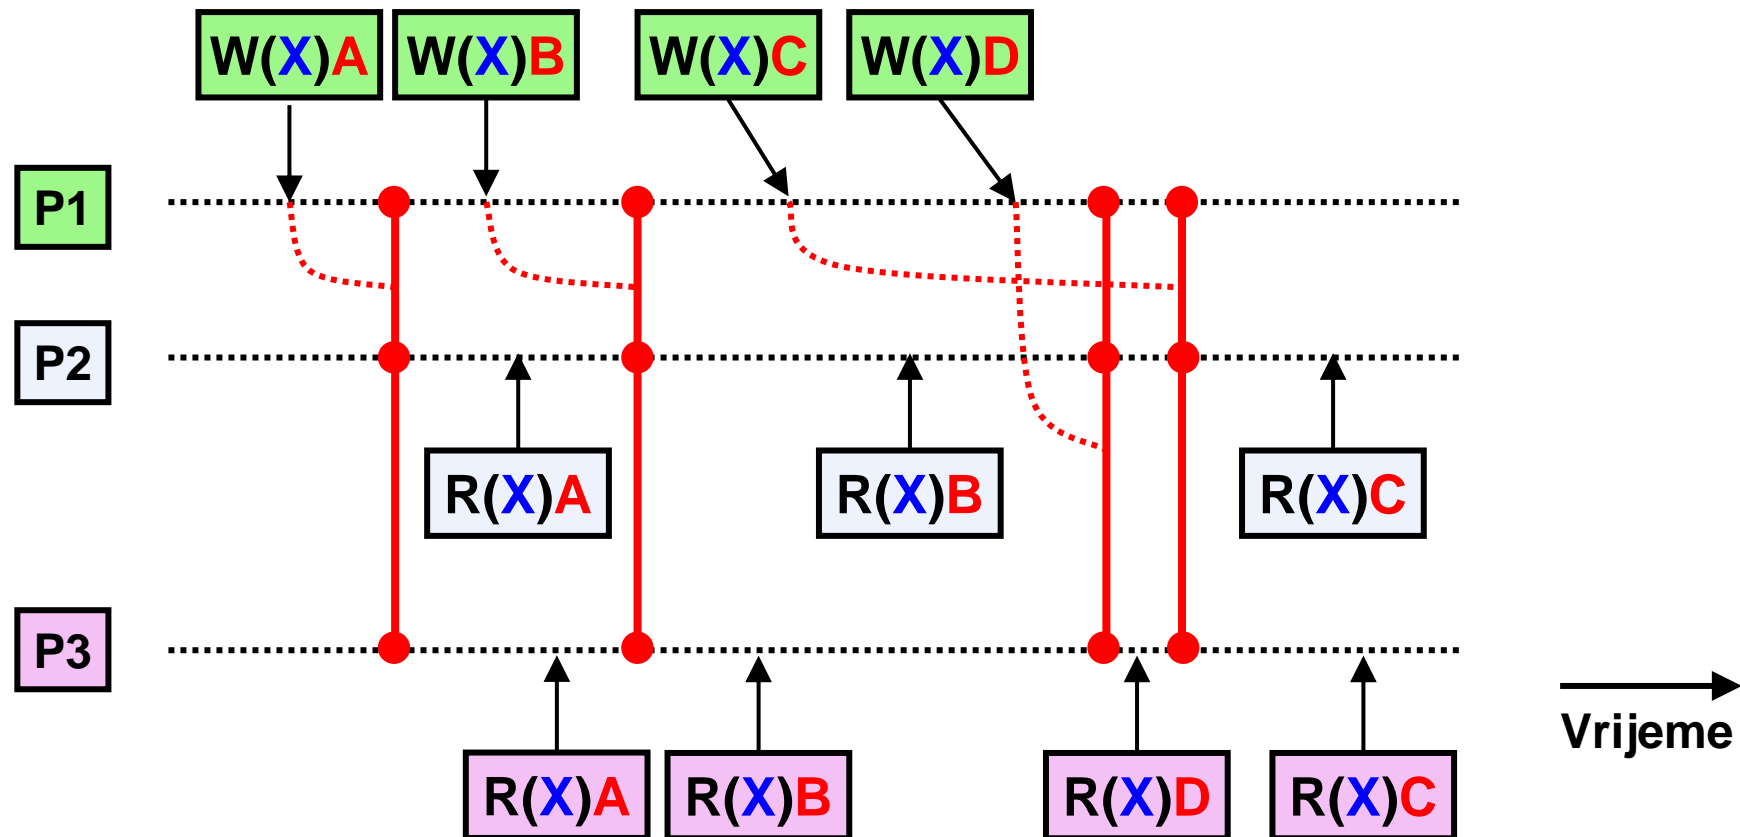 W(X)A W(X)B W(X)C W(X)D
P1
P2
R(X)A R(X)B R(X)C
P3
Vrijeme
R(X)A R(X)B R(X)D R(X)C